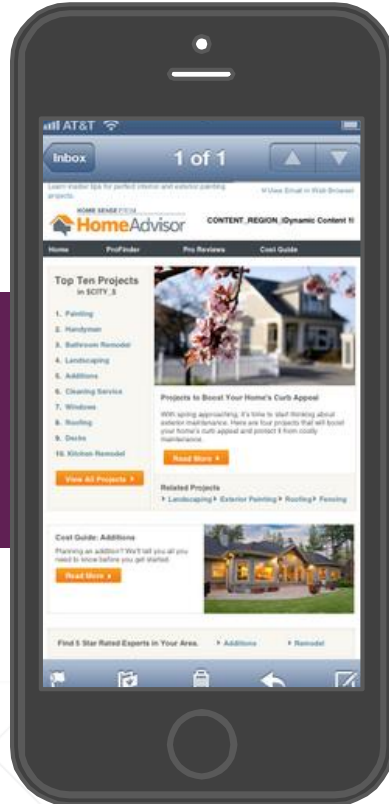 AT&T
Inbox
1 of 1
Learn insider tips for perfect interior and exterior painting projects.
View Email in Web Browser
HOME SENSE FROM
HomeAdvisor
CONTENT_REGION_(Dynamic Content 1)
Home
ProFinder
Pro Reviews
Cost Guide
Top Ten Projects
in $CITY_$
1. Painting
2. Handyman
3. Bathroom Remodel
4. Landscaping
5. Additions
6. Cleaning Service
7. Windows
8. Roofing
9. Decks
10. Kitchen Remodel
View All Projects
Projects to Boost Your Home's Curb Appeal
With spring approaching, it's time to start thinking about
exterior maintenance. Here are four projects that will boost
your home's curb appeal and protect it from costly
maintenance.
Read More
Related Projects
Landscaping Exterior Painting Roofing Fencing
Cost Guide: Additions
Planning an addition? We'll tell you all you
need to know before you get started.
Read More
Find 5 Star Rated Experts in Your Area.
Additions
Remodel